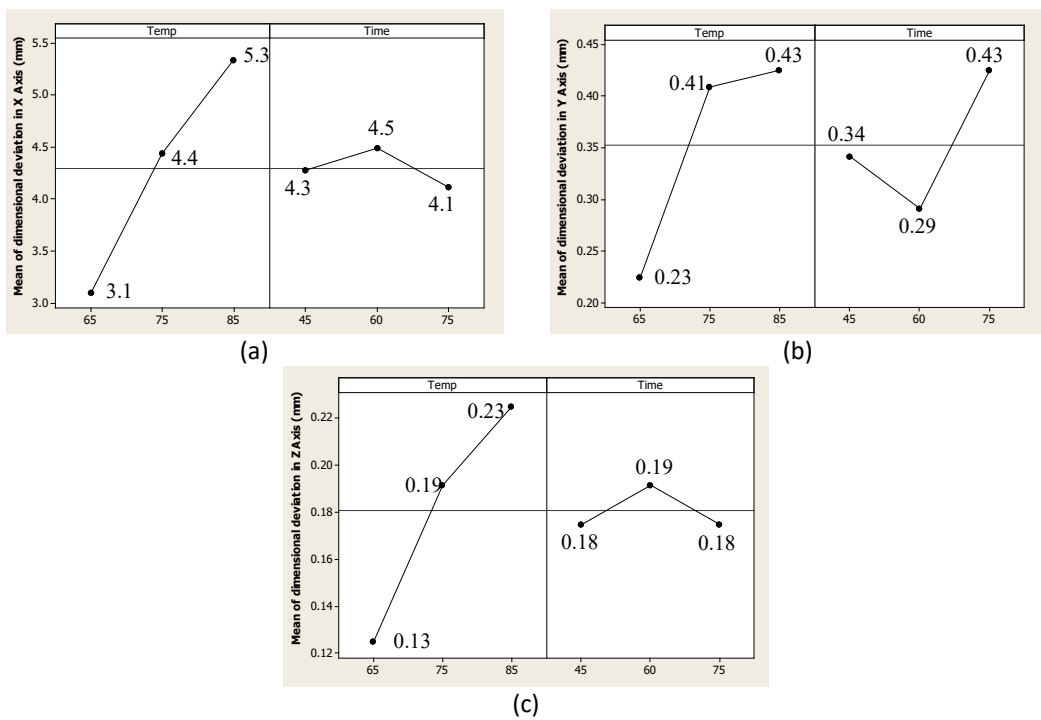 Temp Time
Mean of dimensional deviation in X Axis (mm)
5.5
5.0
4.5
4.0
3.5
3.0
5.3
4.4
3.1
4.5
4.3
4.1
65 75 85 45 60 75
(a)
Temp Time
Mean of dimensional deviation in Y Axis (mm)
0.45
0.40
0.35
0.30
0.25
0.20
0.43
0.41
0.23
0.43
0.34
0.29
65 75 85 45 60 75
(b)
Temp Time
Mean of dimensional deviation in Z Axis (mm)
0.22
0.20
0.18
0.16
0.14
0.12
0.23
0.19
0.13
0.19
0.18 0.18
65 75 85 45 60 75
(c)